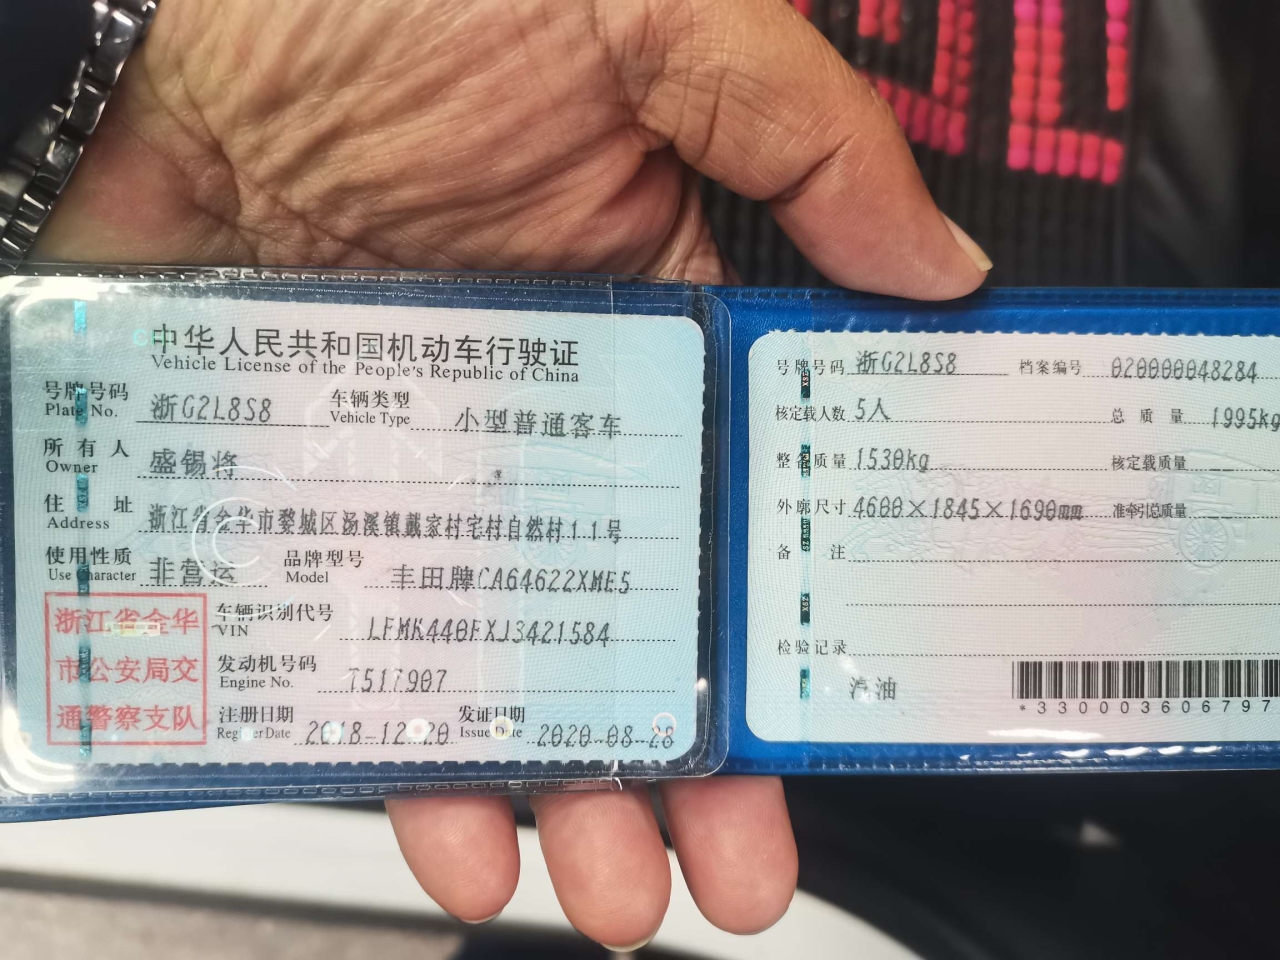 中华人民共和国机动车行驶证
Vehicle License of the People's Republic of China
号牌号码 浙G2L8S8 车辆类型 小型普通客车
Plate No. Vehicle Type
所有人 盛锡将
Owner
住址 浙江省金华市婺城区汤溪镇戴家村宅村自然村11号
Address
使用性质 非营运 品牌型号 丰田牌CA64622XME5
Use Character Model
浙江省金华
市公安局交
通警察支队
车辆识别代号 LFMK440FXJ3421584
VIN
发动机号码 T517907
Engine No.
注册日期 2018-12-20 发证日期 2020-08-28
Register Date Issue Date
号牌号码 浙G2L8S8 档案编号 020000048284
核定载人数 5人 总质量 1995kg
整备质量 1530kg 核定载质量
外廓尺寸 4600×1845×1690mm 准牵引总质量
备注
检验记录
汽油
*3300036067 97